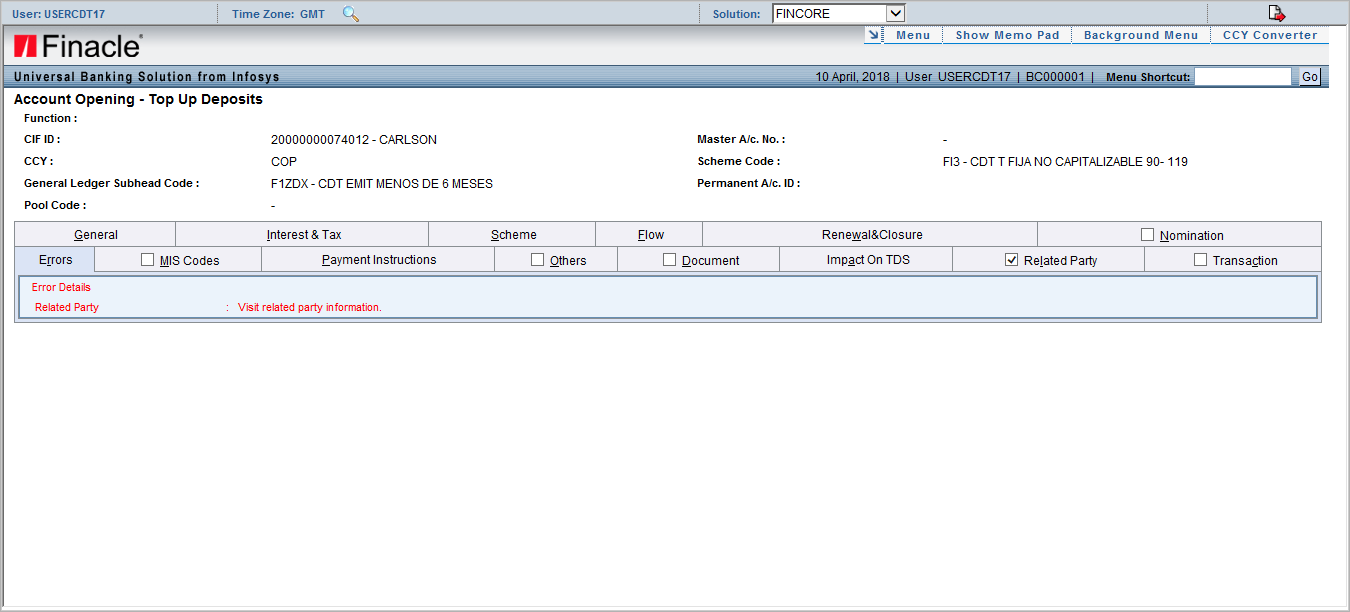 User: USERCDT17 Time Zone: GMT Solution: FINCORE
Finacle
Menu Show Memo Pad Background Menu CCY Converter
Universal Banking Solution from Infosys 10 April, 2018 | User USERCDT17 | BC000001 | Menu Shortcut: Go
Account Opening - Top Up Deposits
Function :
CIF ID : 20000000074012 - CARLSON Master A/c. No. : -
CCY : COP Scheme Code : FI3 - CDT T FIJA NO CAPITALIZABLE 90- 119
General Ledger Subhead Code : F1ZDX - CDT EMIT MENOS DE 6 MESES Permanent A/c. ID :
Pool Code : -
General Interest & Tax Scheme Flow Renewal&Closure Nomination
Errors MIS Codes Payment Instructions Others Document Impact On TDS Related Party Transaction
Error Details
Related Party : Visit related party information.